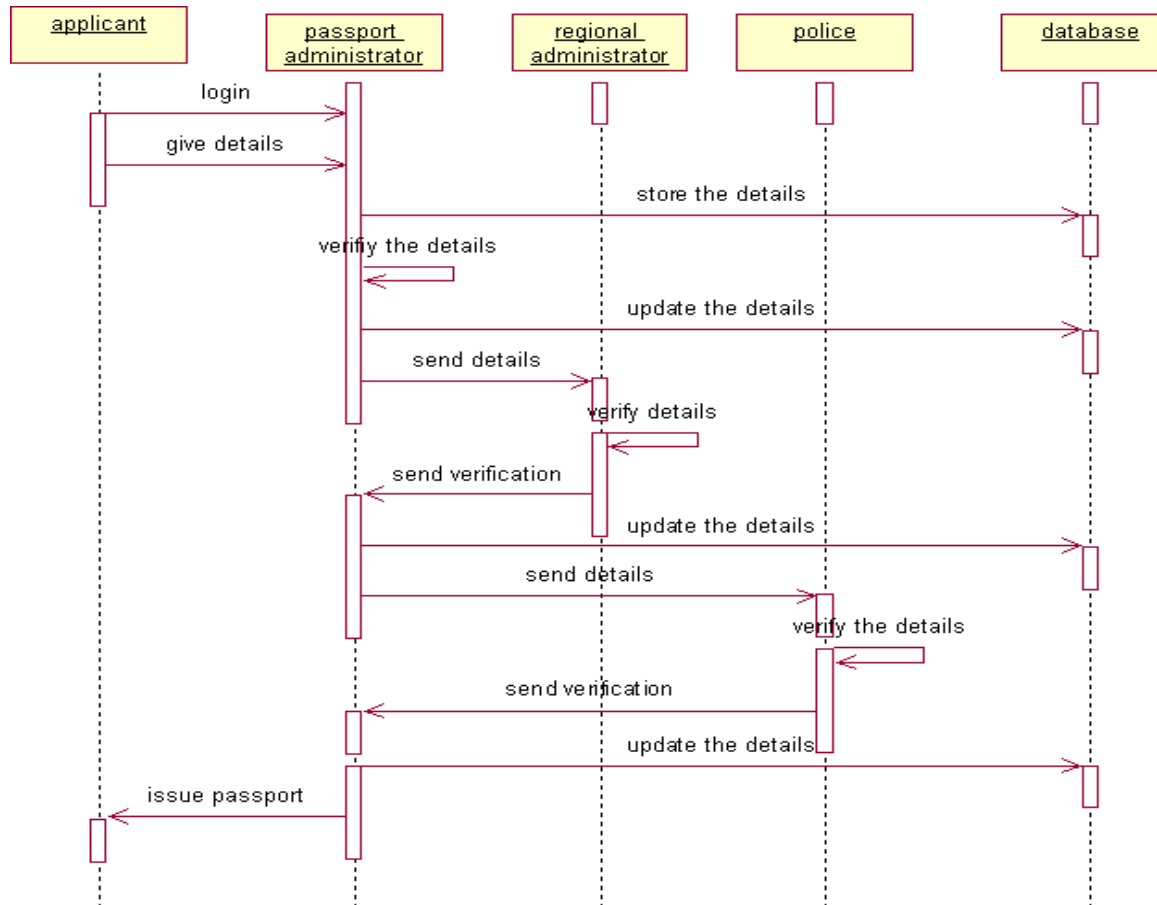 applicant
passport
administrator
regional
administrator
police
database
login
give details
store the details
verifiy the details
update the details
send details
verify details
send verification
update the details
send details
verify the details
send verification
update the details
issue passport